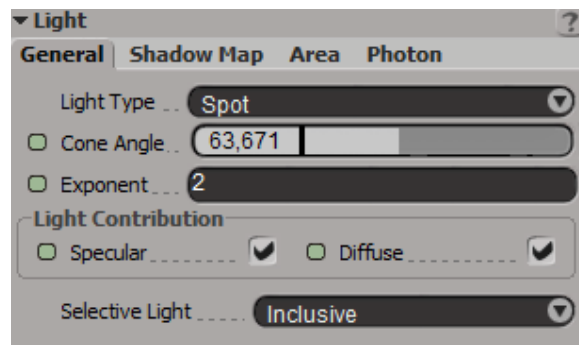 Light ?
General Shadow Map Area Photon
Light Type Spot
Cone Angle 63,671
Exponent 2
Light Contribution
Specular Diffuse
Selective Light Inclusive